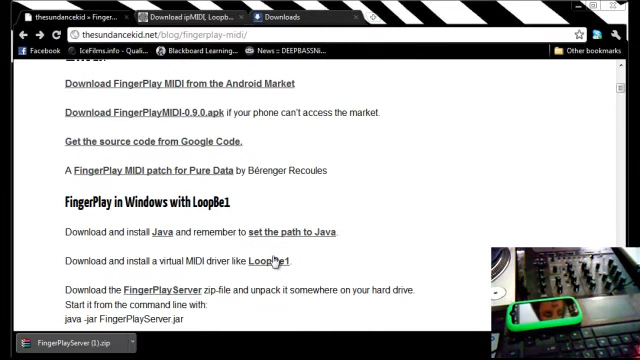 thesundancekid.net » Finger
Download ipMIDI, LoopB
Downloads
thesundancekid.net/blog/fingerplay-midi/
Facebook
IceFilms.info - Quali...
Blackboard Learning...
News :: DEEPBASSNi...
Other bookmarks
Download FingerPlay MIDI from the Android Market
Download FingerPlayMIDI-0.9.0.apk if your phone can't access the market.
Get the source code from Google Code.
A FingerPlay MIDI patch for Pure Data by Bérenger Recoules
FingerPlay in Windows with LoopBe1
Download and install Java and remember to set the path to Java.
Download and install a virtual MIDI driver like LoopBe1.
Download the FingerPlayServer zip-file and unpack it somewhere on your hard drive.
Start it from the command line with:
java -jar FingerPlayServer.jar
FingerPlayServer (1).zip